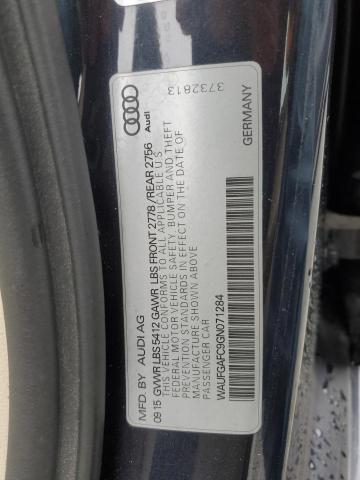 MFD. BY AUDI AG
Audi
09 15 GVWR LBS 5412 GAWR LBS FRONT 2778 /REAR 2756
THIS VEHICLE CONFORMS TO ALL APPLICABLE U S
FEDERAL MOTOR VEHICLE SAFETY, BUMPER AND THEFT
PREVENTION STANDARDS IN EFFECT ON THE DATE OF
MANUFACTURE SHOWN ABOVE.
PASSENGER CAR
3732813
WAUFGAFC9GN071284
GERMANY